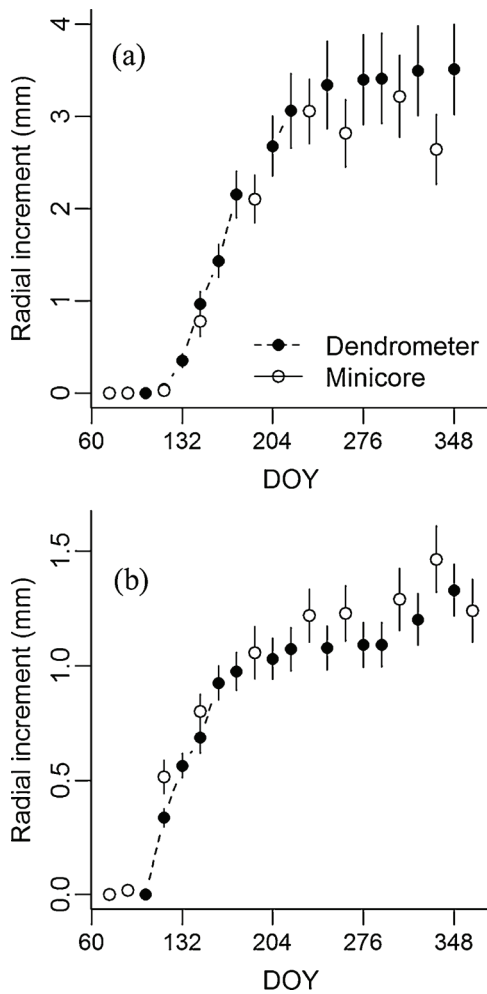 (a)
Radial increment (mm)
4
3
2
1
0
Dendrometer
Minicore
60 132 204 276 348
DOY
(b)
Radial increment (mm)
1.5
1.0
0.5
0.0
60 132 204 276 348
DOY